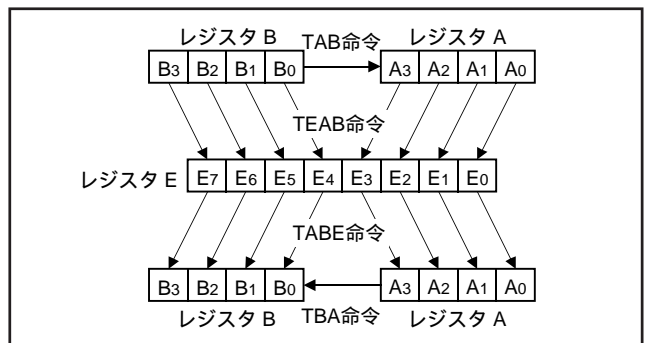 レジスタ B TAB命令 レジスタ A
B3 B2 B1 B0 A3 A2 A1 A0
TEAB命令
レジスタ E E7 E6 E5 E4 E3 E2 E1 E0
TABE命令
B3 B2 B1 B0 A3 A2 A1 A0
レジスタ B TBA命令 レジスタ A